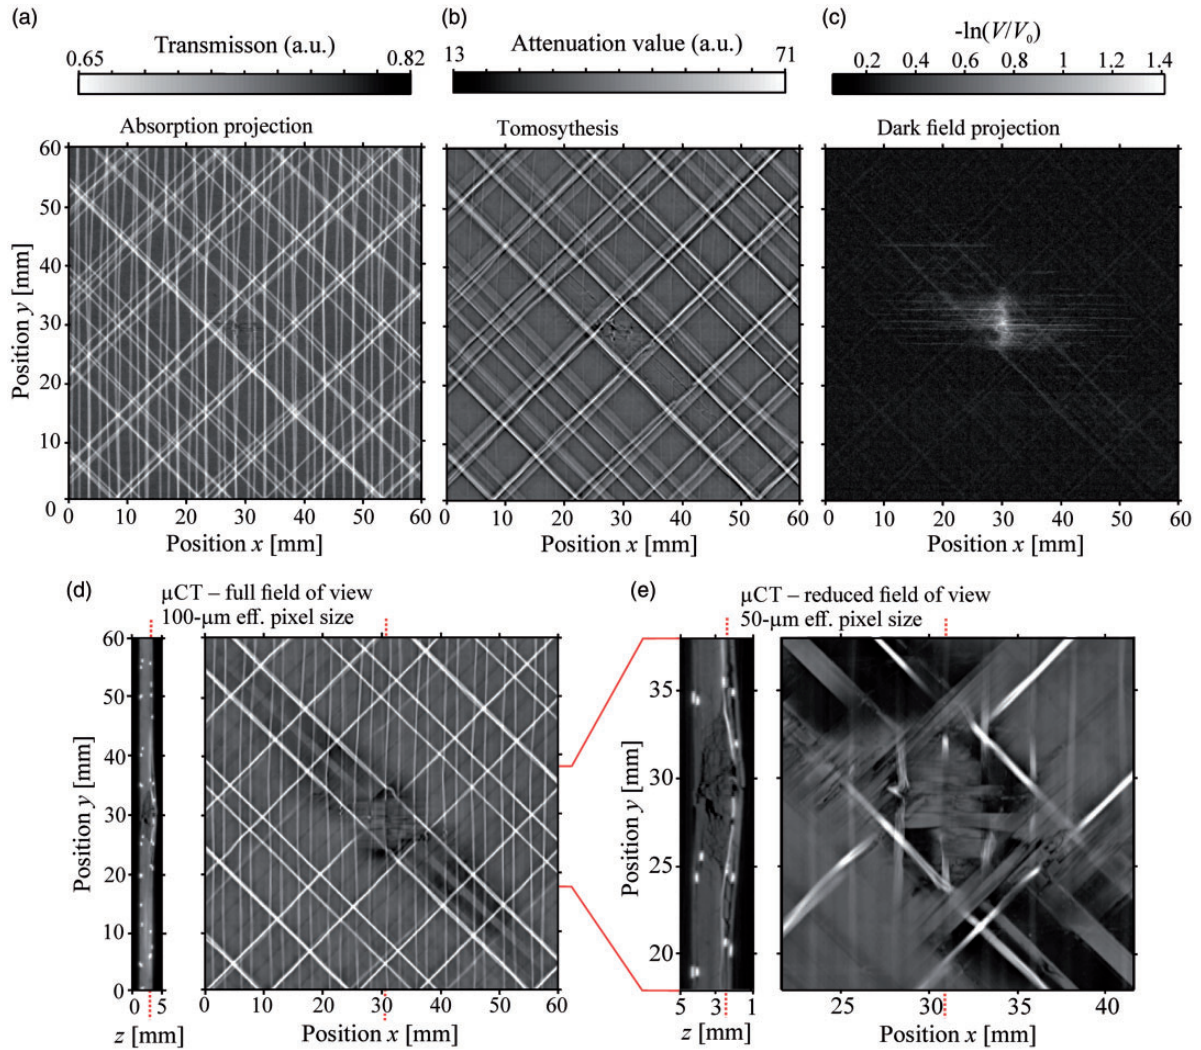 (a)
Transmisson (a.u.)
0.65
0.82
Absorption projection
60
50
40
30
20
10
0
Position y [mm]
0 10 20 30 40 50 60
Position x [mm]
(b)
Attenuation value (a.u.)
13
71
Tomosythesis
0 10 20 30 40 50 60
Position x [mm]
(c)
-ln(V/V₀)
0.2 0.6 0.8 1 1.2 1.4
Dark field projection
0 10 20 30 40 50 60
Position x [mm]
(d)
µCT – full field of view
100-µm eff. pixel size
60
50
40
30
20
10
0
Position y [mm]
0 5
z [mm]
0 10 20 30 40 50 60
Position x [mm]
(e)
µCT – reduced field of view
50-µm eff. pixel size
35
30
25
20
Position y [mm]
5 3 1
z [mm]
25 30 35 40
Position x [mm]